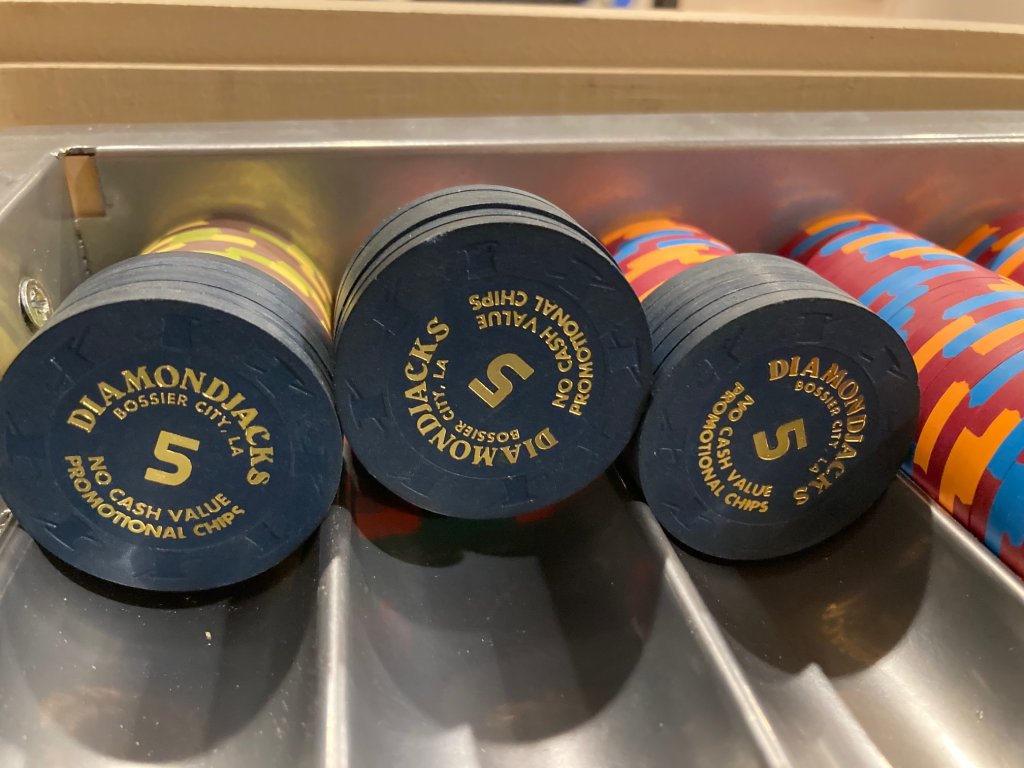 DIAMONDJACKS
BOSSIER CITY, LA
5
NO CASH VALUE
PROMOTIONAL CHIPS
DIAMONDJACKS
BOSSIER CITY, LA
5
NO CASH VALUE
PROMOTIONAL CHIPS
DIAMONDJACKS
BOSSIER CITY, LA
5
NO CASH VALUE
PROMOTIONAL CHIPS